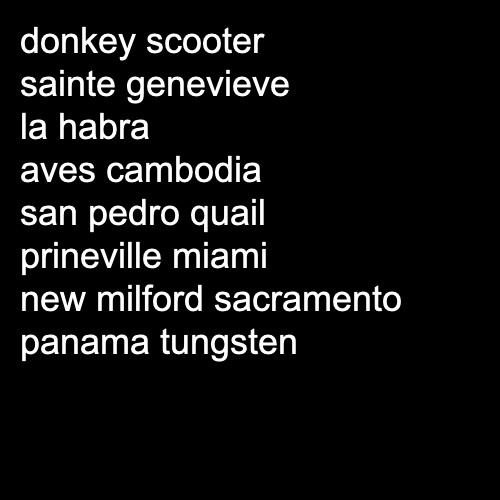 donkey scooter
sainte genevieve
la habra
aves cambodia
san pedro quail
prineville miami
new milford sacramento
panama tungsten